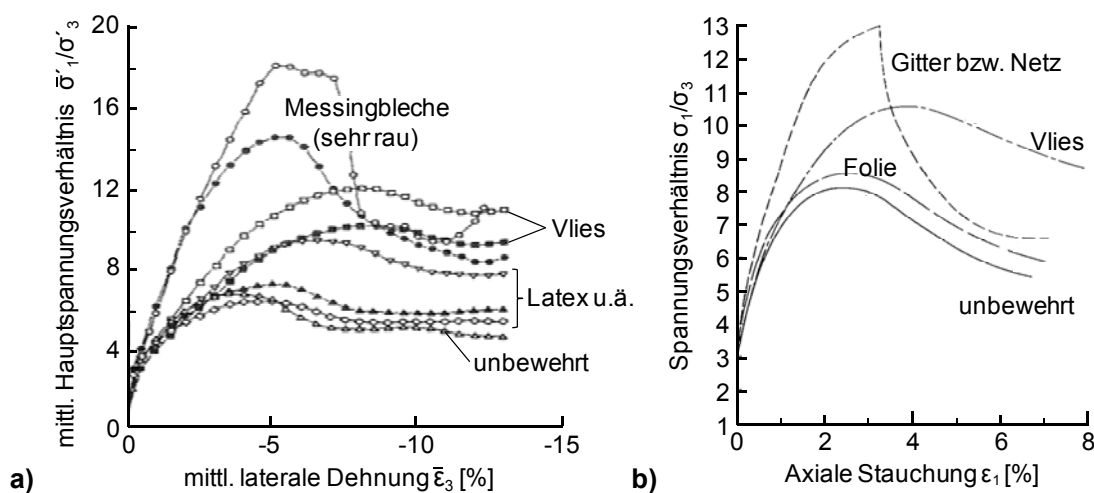 mittl. Hauptspannungsverhältnis σ̄′₁/σ′₃
20
16
12
8
4
0
Messingbleche
(sehr rau)
Vlies
Latex u.ä.
unbewehrt
0
-5
-10
-15
mittl. laterale Dehnung ε̄₃ [%]
a)
Spannungsverhältnis σ₁/σ₃
13
12
11
10
9
8
7
6
5
4
3
2
1
Gitter bzw. Netz
Vlies
Folie
unbewehrt
0
2
4
6
8
Axiale Stauchung ε₁ [%]
b)